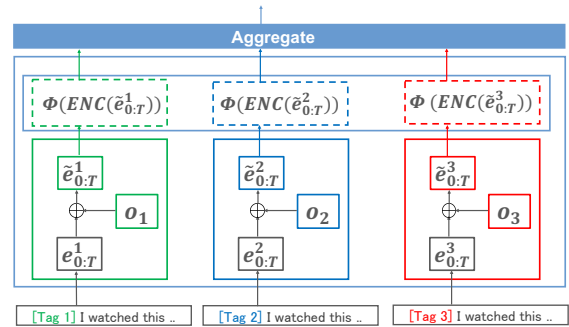 Aggregate
Φ(ENC(ẽ¹₀:T)) Φ(ENC(ẽ²₀:T)) Φ (ENC(ẽ³₀:T))
ẽ¹₀:T ẽ²₀:T ẽ³₀:T
o₁ o₂ o₃
e¹₀:T e²₀:T e³₀:T
[Tag 1] I watched this .. [Tag 2] I watched this .. [Tag 3] I watched this ..